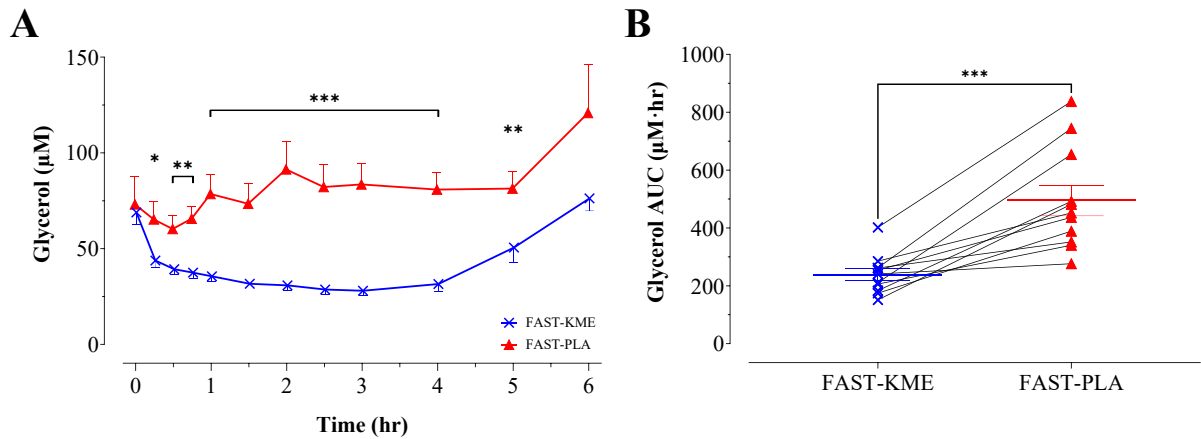 A
Glycerol (µM)
150
100
50
0
*
**
***
**
FAST-KME
FAST-PLA
0 1 2 3 4 5 6
Time (hr)
B
Glycerol AUC (µM·hr)
1000
800
600
400
200
0
***
FAST-KME FAST-PLA